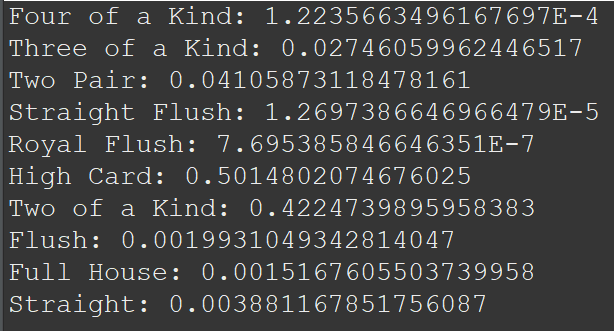 Four of a Kind: 1.2235663496167697E-4
Three of a Kind: 0.02746059962446517
Two Pair: 0.04105873118478161
Straight Flush: 1.2697386646966479E-5
Royal Flush: 7.695385846646351E-7
High Card: 0.5014802074676025
Two of a Kind: 0.4224739895958383
Flush: 0.0019931049342814047
Full House: 0.0015167605503739958
Straight: 0.003881167851756087